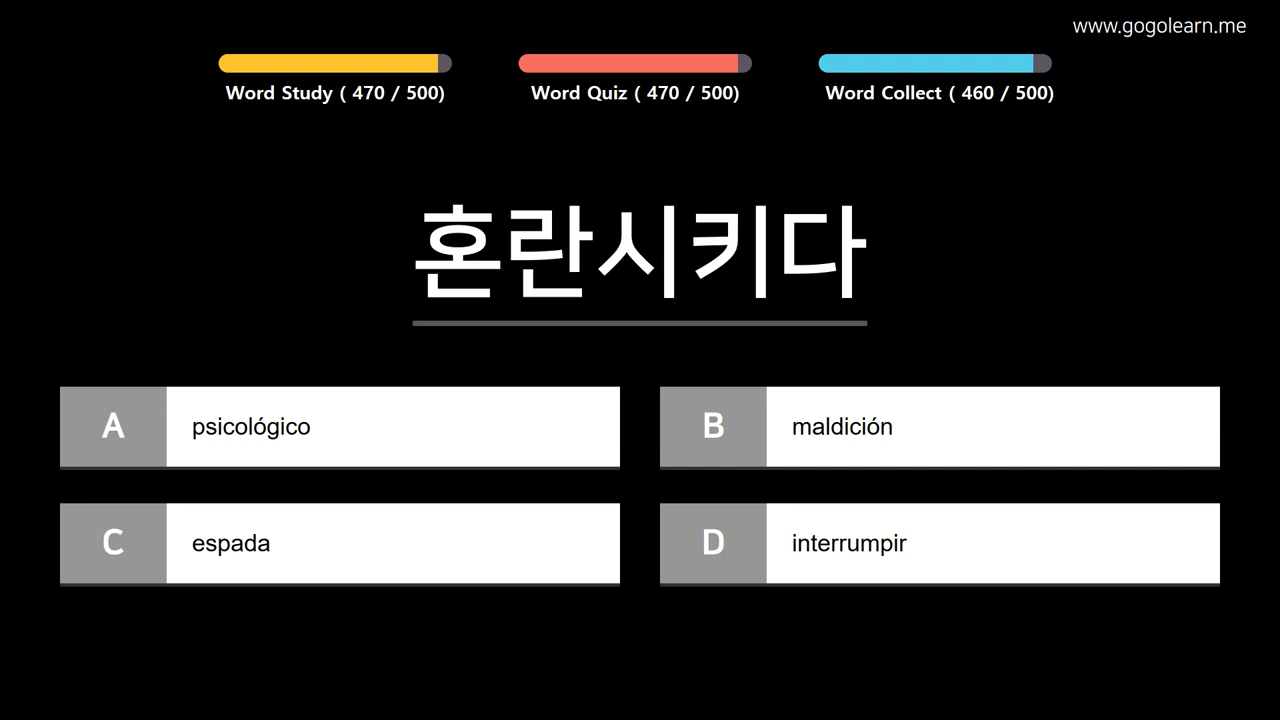 www.gogolearn.me
Word Study ( 470 / 500)
Word Quiz ( 470 / 500)
Word Collect ( 460 / 500)
혼란시키다
A psicológico
B maldición
C espada
D interrumpir